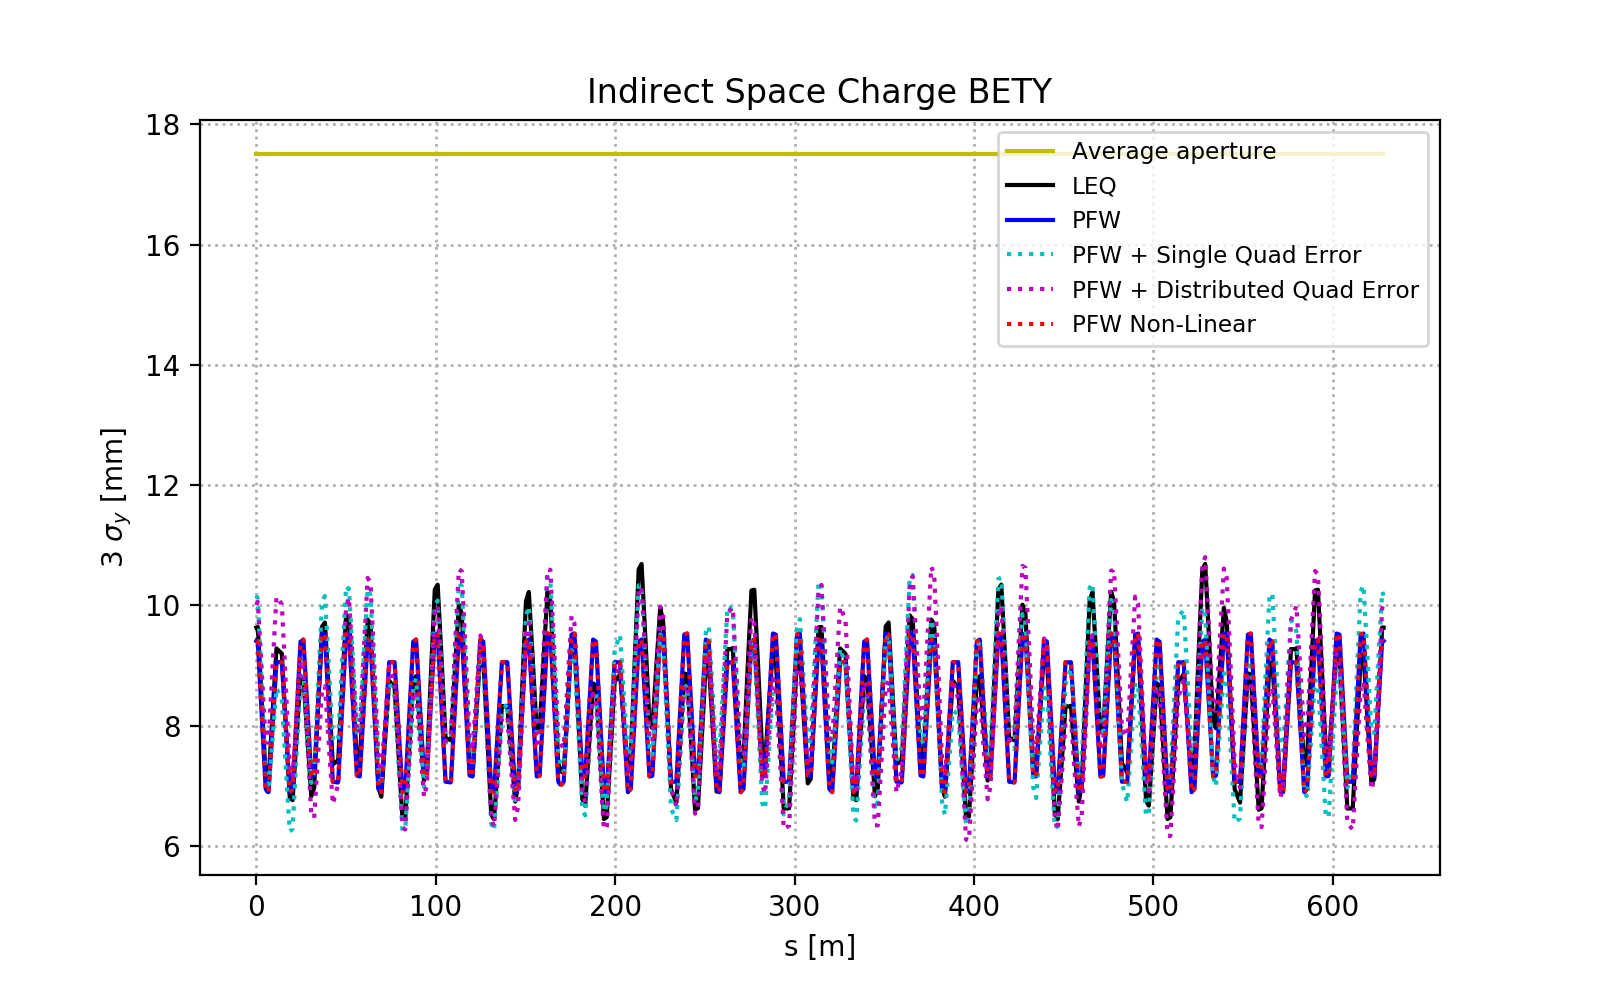 Indirect Space Charge BETY
18
16
14
12
10
8
6
3 σy [mm]
Average aperture
LEQ
PFW
PFW + Single Quad Error
PFW + Distributed Quad Error
PFW Non-Linear
0 100 200 300 400 500 600
s [m]